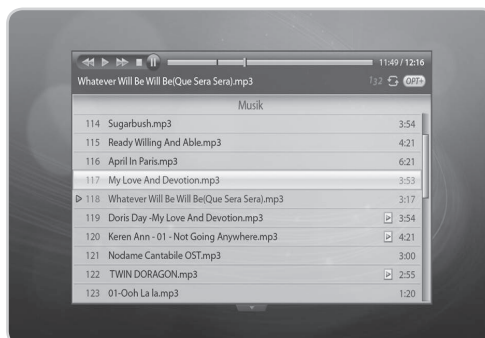 11:49 / 12:16
Whatever Will Be Will Be(Que Sera Sera).mp3 132 OPT+
Musik
114 Sugarbush.mp3 3:54
115 Ready Willing And Able.mp3 4:21
116 April In Paris.mp3 6:21
117 My Love And Devotion.mp3 3:53
118 Whatever Will Be Will Be(Que Sera Sera).mp3 3:17
119 Doris Day -My Love And Devotion.mp3 3:54
120 Keren Ann - 01 - Not Going Anywhere.mp3 4:21
121 Nodame Cantabile OST.mp3 3:00
122 TWIN DORAGON.mp3 2:55
123 01-Ooh La la.mp3 1:20